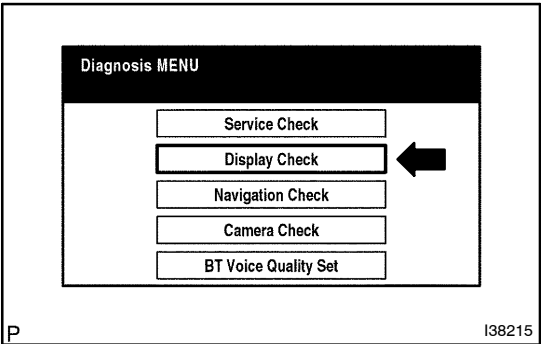 Diagnosis MENU
Service Check
Display Check
Navigation Check
Camera Check
BT Voice Quality Set
P
I38215